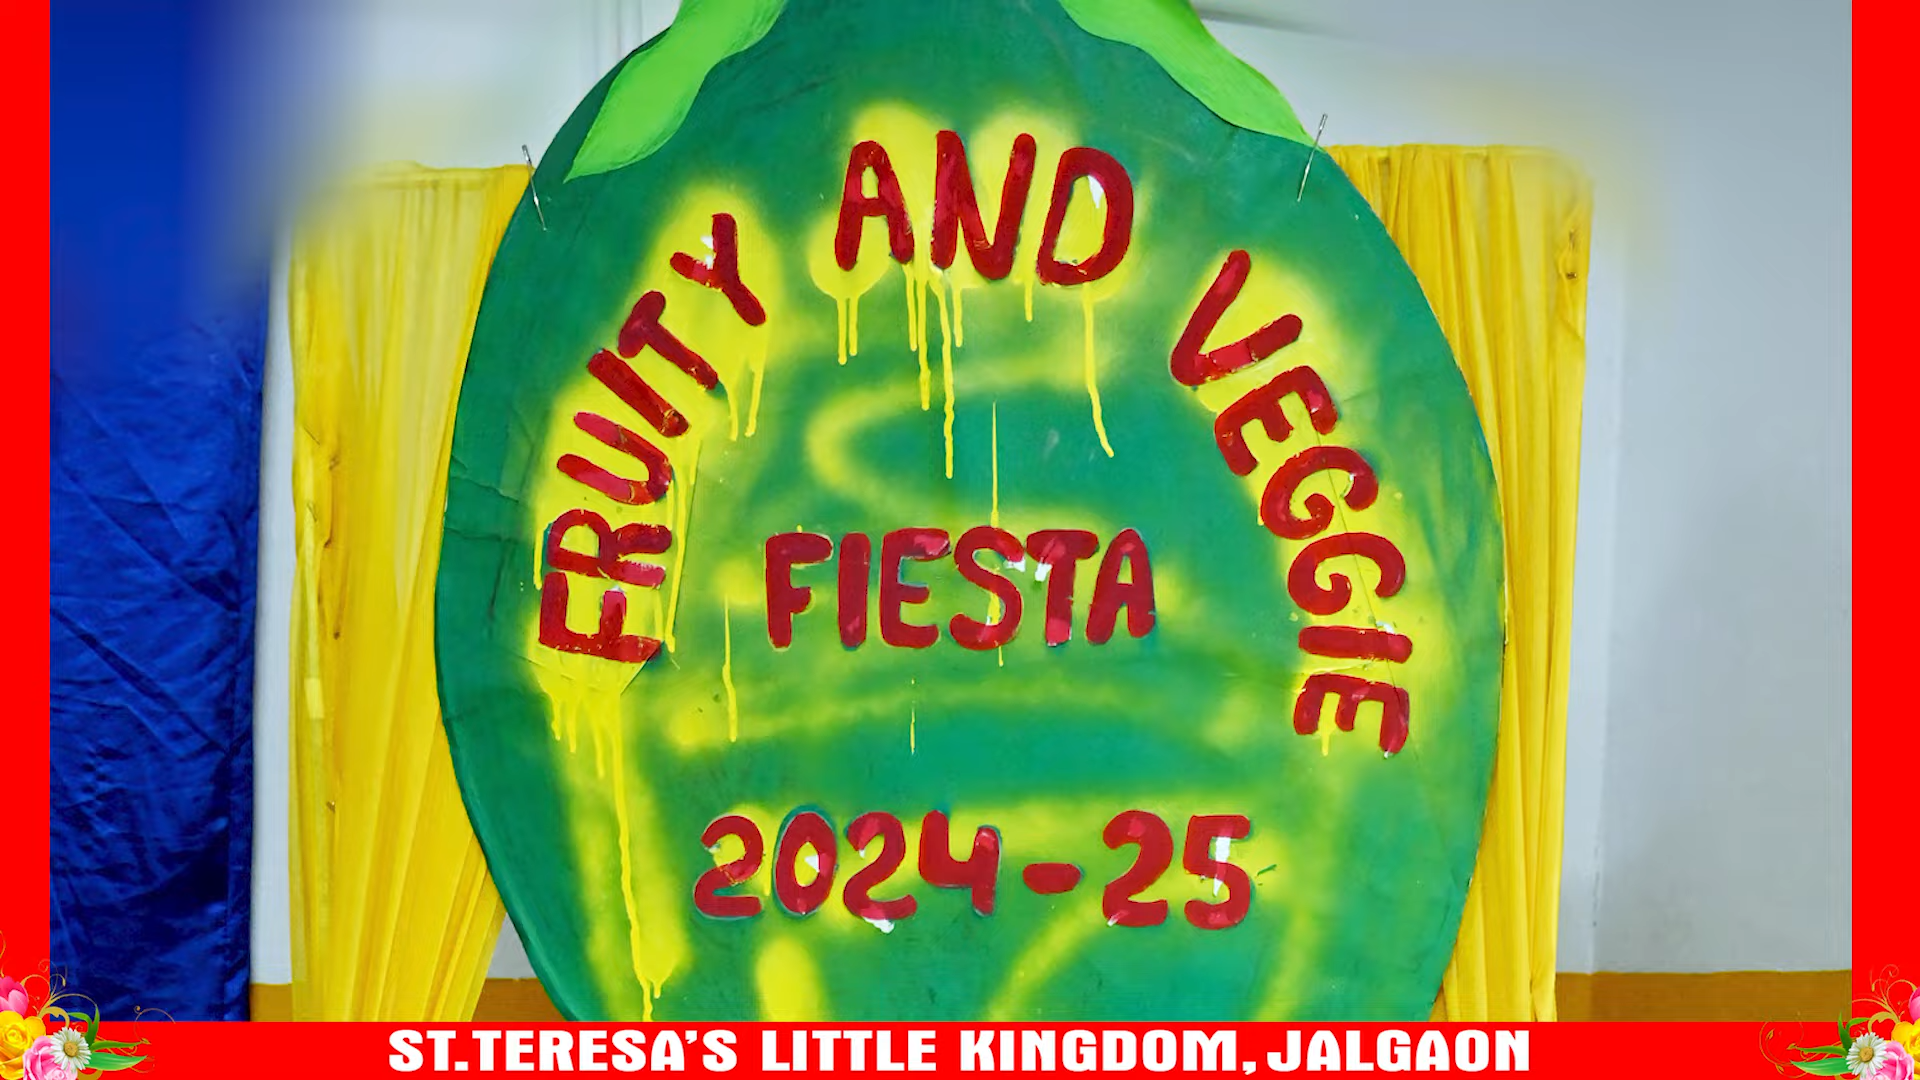 FRUITY AND VEGGIE
FIESTA
2024-25
ST.TERESA'S LITTLE KINGDOM, JALGAON